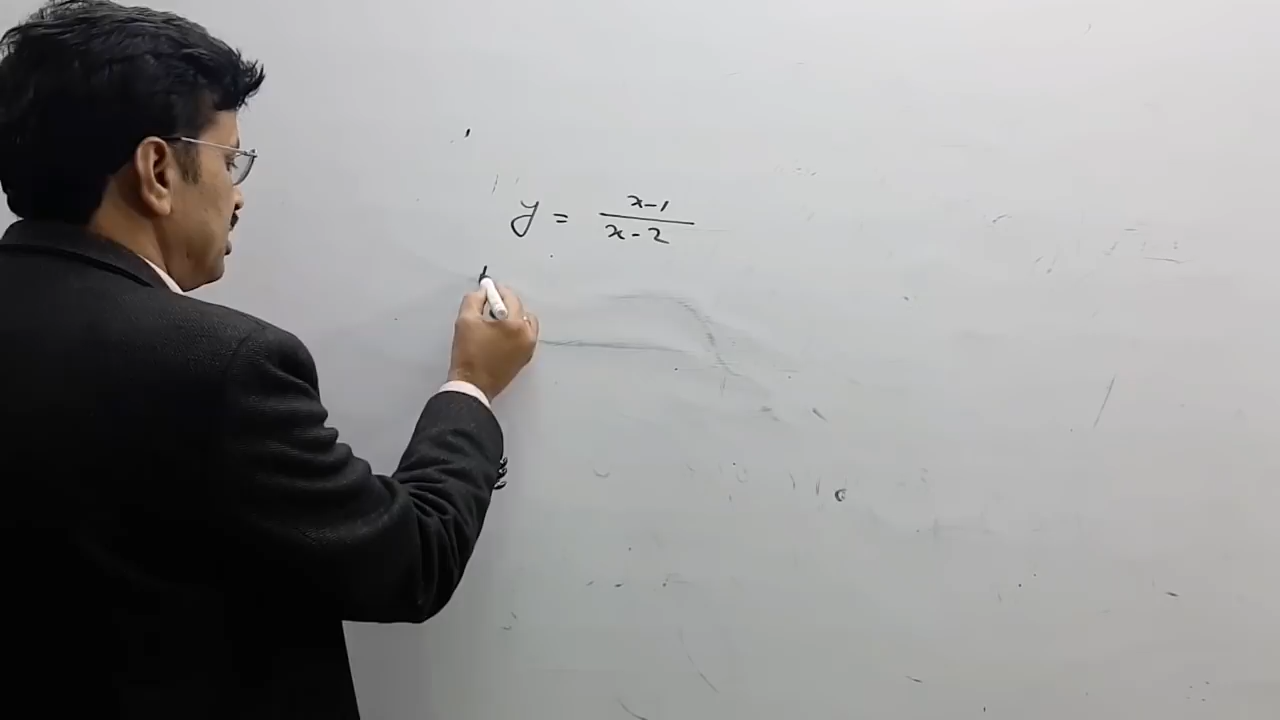 y = x-1/x-2